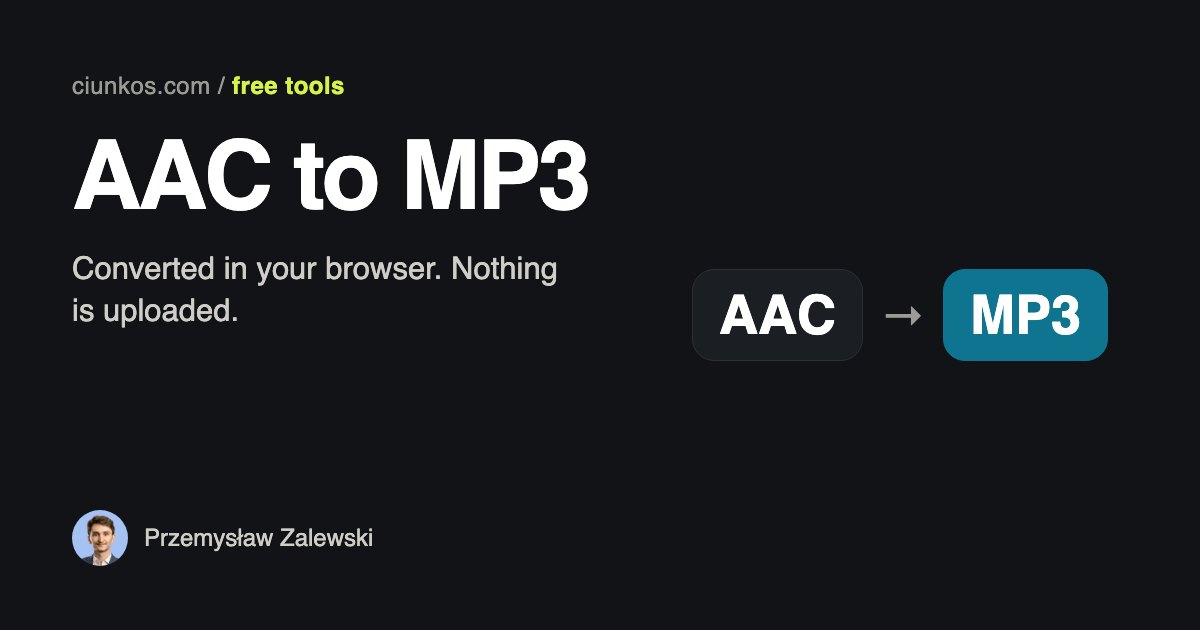 ciunkos.com / free tools
AAC to MP3
Converted in your browser. Nothing
is uploaded.
AAC → MP3
Przemysław Zalewski